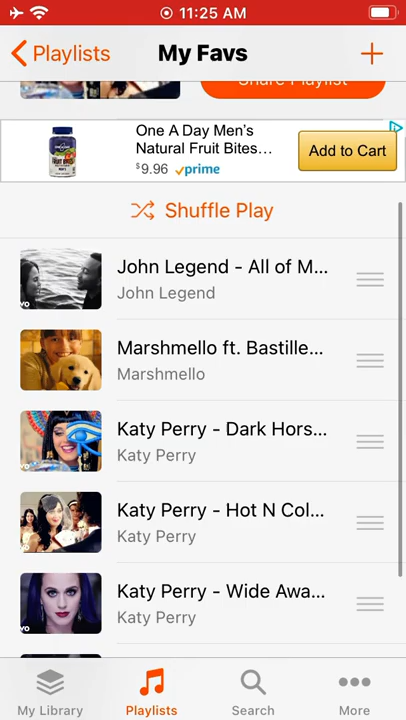 11:25 AM
Playlists
My Favs
Share Playlist
One A Day Men's
Natural Fruit Bites...
$9.96 prime
Add to Cart
Shuffle Play
John Legend - All of M...
John Legend
Marshmello ft. Bastille...
Marshmello
Katy Perry - Dark Hors...
Katy Perry
Katy Perry - Hot N Col...
Katy Perry
Katy Perry - Wide Awa...
Katy Perry
My Library
Playlists
Search
More